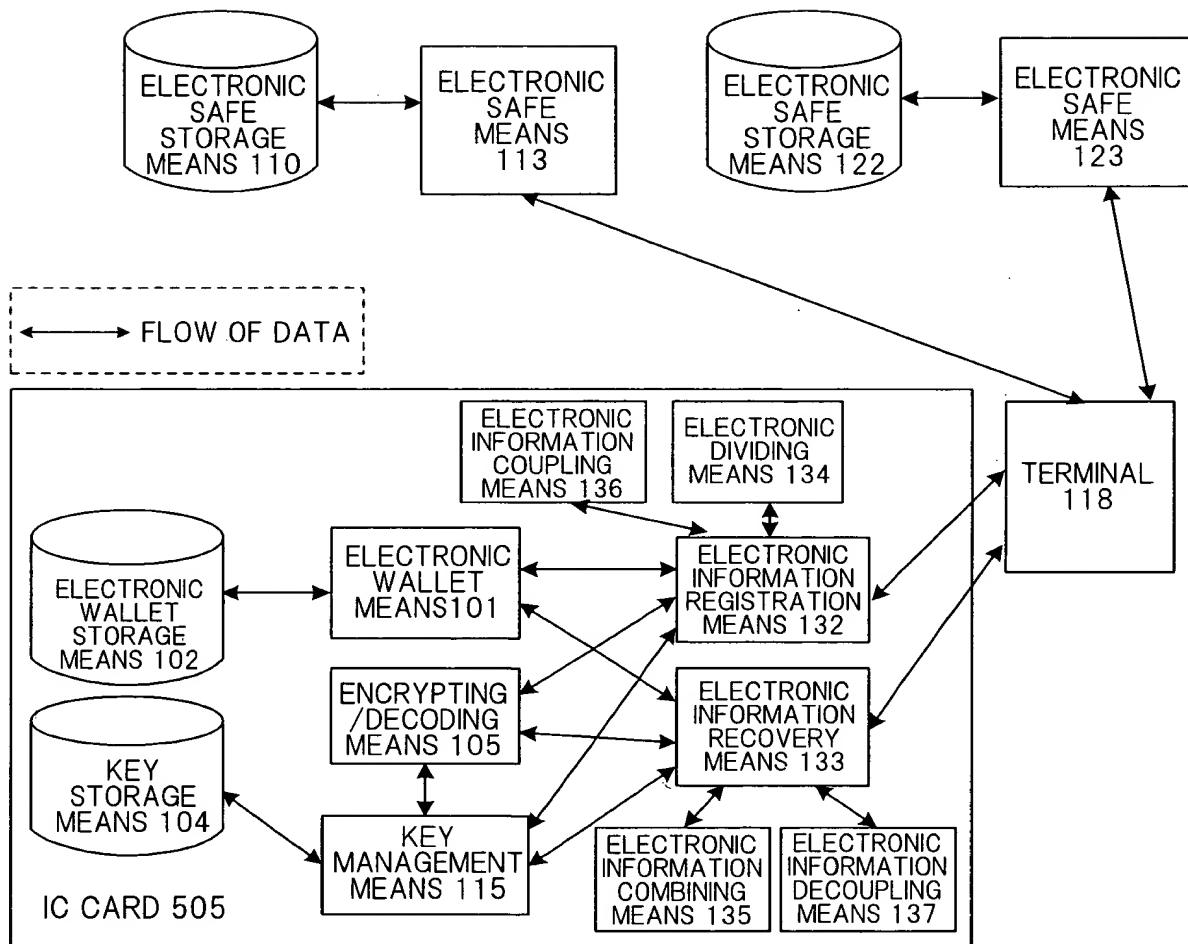 ELECTRONIC
SAFE
STORAGE
MEANS 110
ELECTRONIC
SAFE
MEANS
113
ELECTRONIC
SAFE
STORAGE
MEANS 122
ELECTRONIC
SAFE
MEANS
123
FLOW OF DATA
ELECTRONIC
INFORMATION
COUPLING
MEANS 136
ELECTRONIC
DIVIDING
MEANS 134
TERMINAL
118
ELECTRONIC
WALLET
STORAGE
MEANS 102
ELECTRONIC
WALLET
MEANS101
ELECTRONIC
INFORMATION
REGISTRATION
MEANS 132
ENCRYPTING
/DECODING
MEANS 105
ELECTRONIC
INFORMATION
RECOVERY
MEANS 133
KEY
STORAGE
MEANS 104
KEY
MANAGEMENT
MEANS 115
ELECTRONIC
INFORMATION
COMBINING
MEANS 135
ELECTRONIC
INFORMATION
DECOUPLING
MEANS 137
IC CARD 505